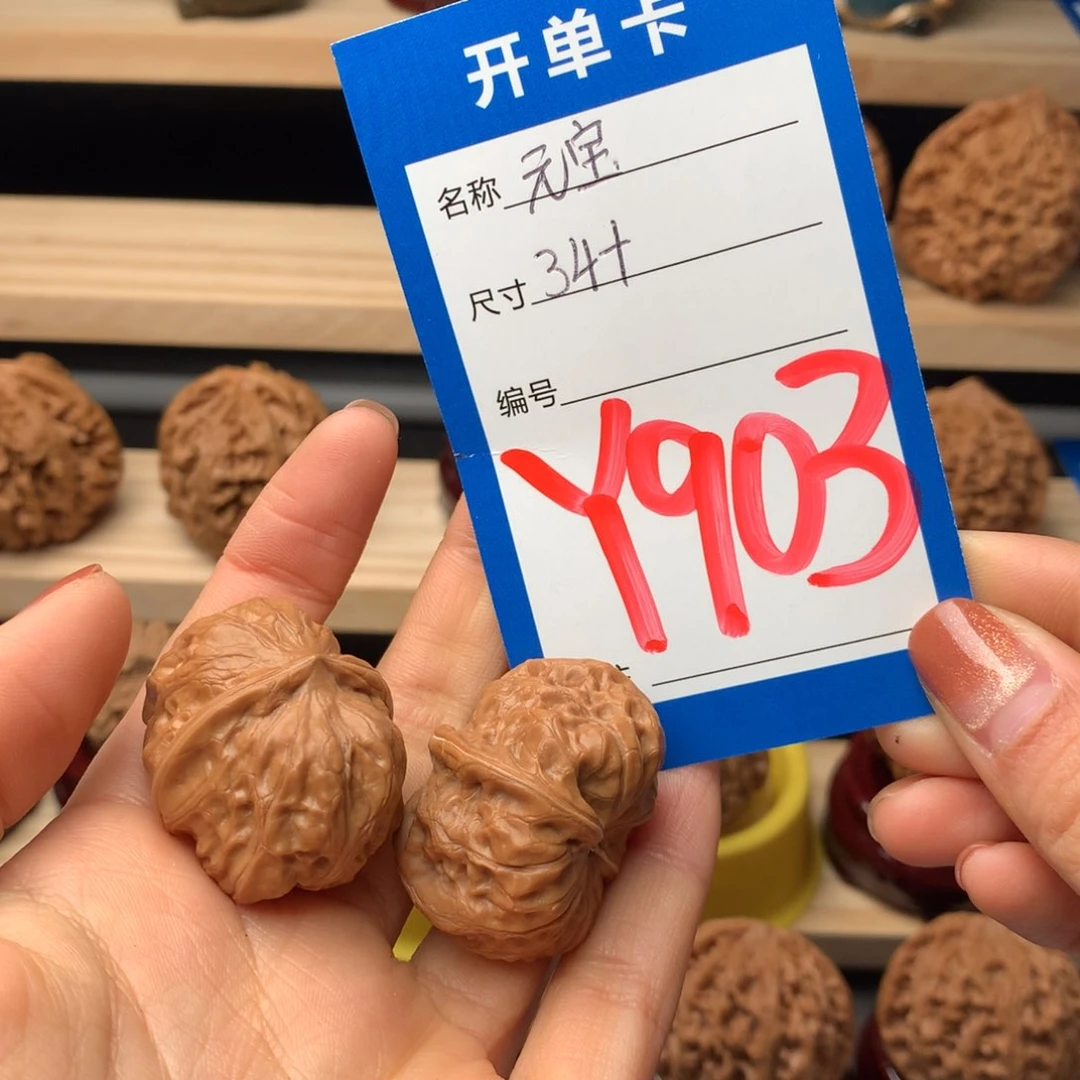 开单卡
名称 元宝
尺寸 34+
编号
Y903